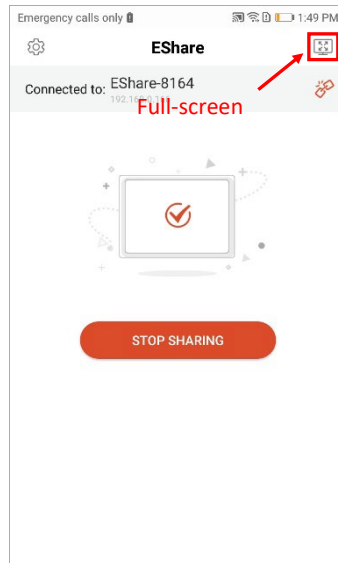 Emergency calls only 1:49 PM
EShare
Connected to: EShare-8164
Full-screen
STOP SHARING